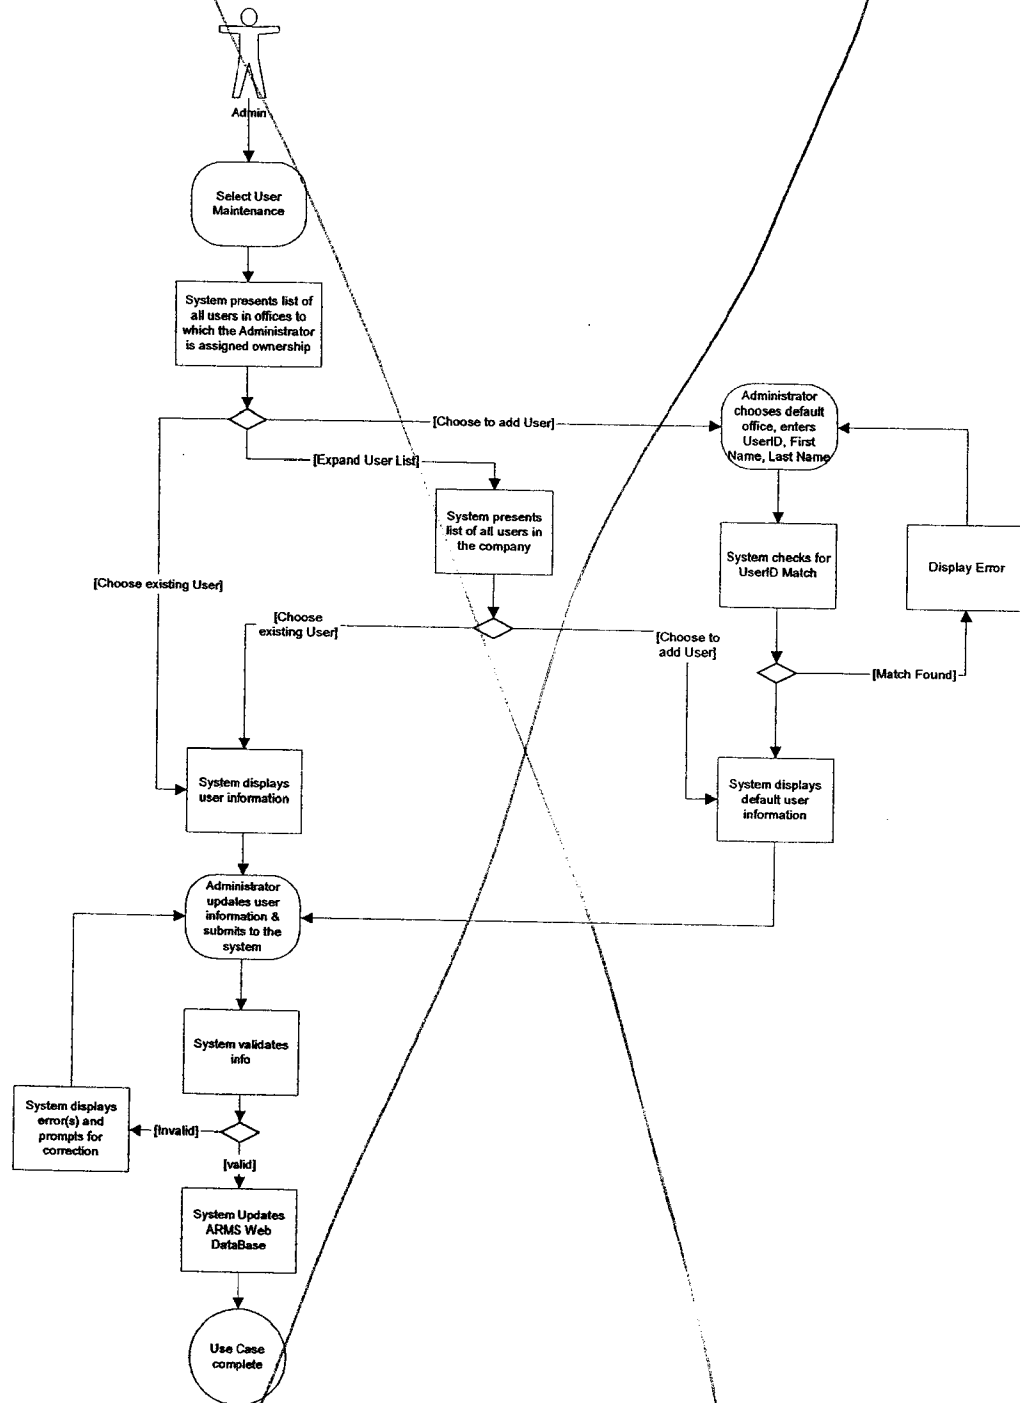 Admin
Select User
Maintenance
System presents list of
all users in offices to
which the Administrator
is assigned ownership
[Choose to add User]
Administrator
chooses default
office, enters
UserID, First
Name, Last Name
[Expand User List]
System presents
list of all users in
the company
System checks for
UserID Match
Display Error
[Choose existing User]
[Choose
existing User]
[Choose to
add User]
[Match Found]
System displays
user information
System displays
default user
information
Administrator
updates user
information &
submits to the
system
System validates
info
System displays
error(s) and
prompts for
correction
[Invalid]
[valid]
System Updates
ARMS Web
DataBase
Use Case
complete